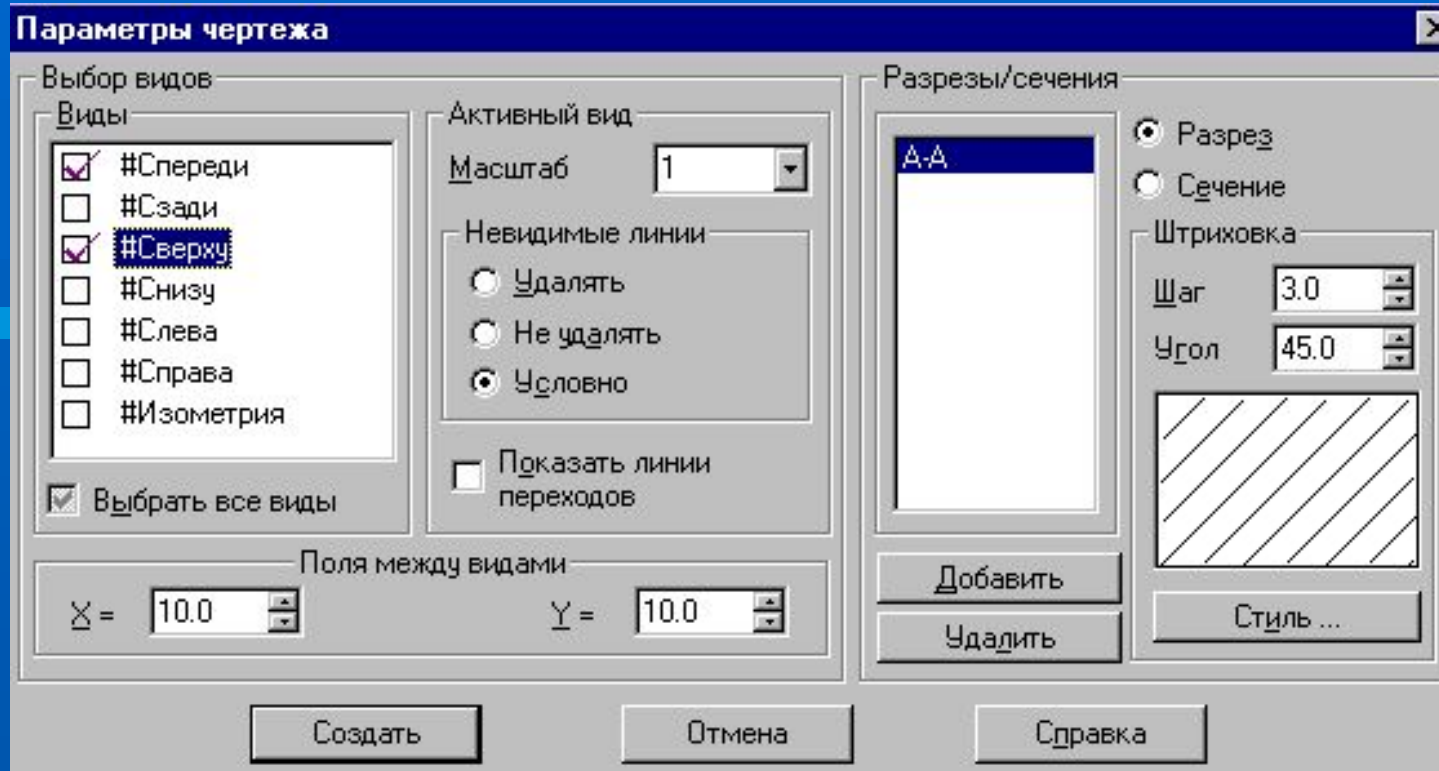 Параметры чертежа
Выбор видов
Виды
#Спереди
#Сзади
#Сверху
#Снизу
#Слева
#Справа
#Изометрия
Выбрать все виды
Активный вид
Масштаб 1
Невидимые линии
Удалять
Не удалять
Условно
Показать линии
переходов
Поля между видами
X = 10.0 Y = 10.0
Разрезы/сечения
A-A
Добавить
Удалить
Разрез
Сечение
Штриховка
Шаг 3.0
Угол 45.0
Стиль ...
Создать Отмена Справка